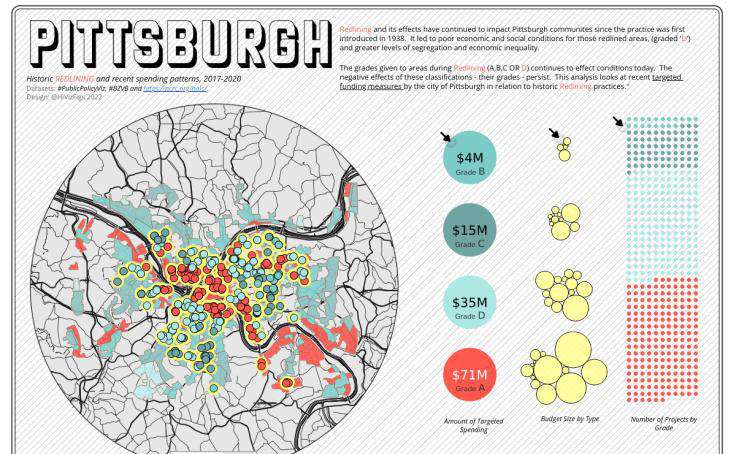 PITTSBURGH
Historic REDLINING and recent spending patterns, 2017-2020
Datasets: #PublicPolicyViz, #BZVB and https://ncrc.org/holc/
Design: @HiVizFigs 2022
Redlining and its effects have continued to impact Pittsburgh communites since the practice was first
introduced in 1938. It led to poor economic and social conditions for those redlined areas, (graded 'D')
and greater levels of segregation and economic inequality.
The grades given to areas during Redlining (A,B,C OR D) continues to effect conditions today. The
negative effects of these classifications - their grades - persist. This analysis looks at recent targeted
funding measures by the city of Pittsburgh in relation to historic Redlining practices.*
$4M
Grade B
$15M
Grade C
$35M
Grade D
$71M
Grade A
Amount of Targeted
Spending
Budget Size by Type
Number of Projects by
Grade